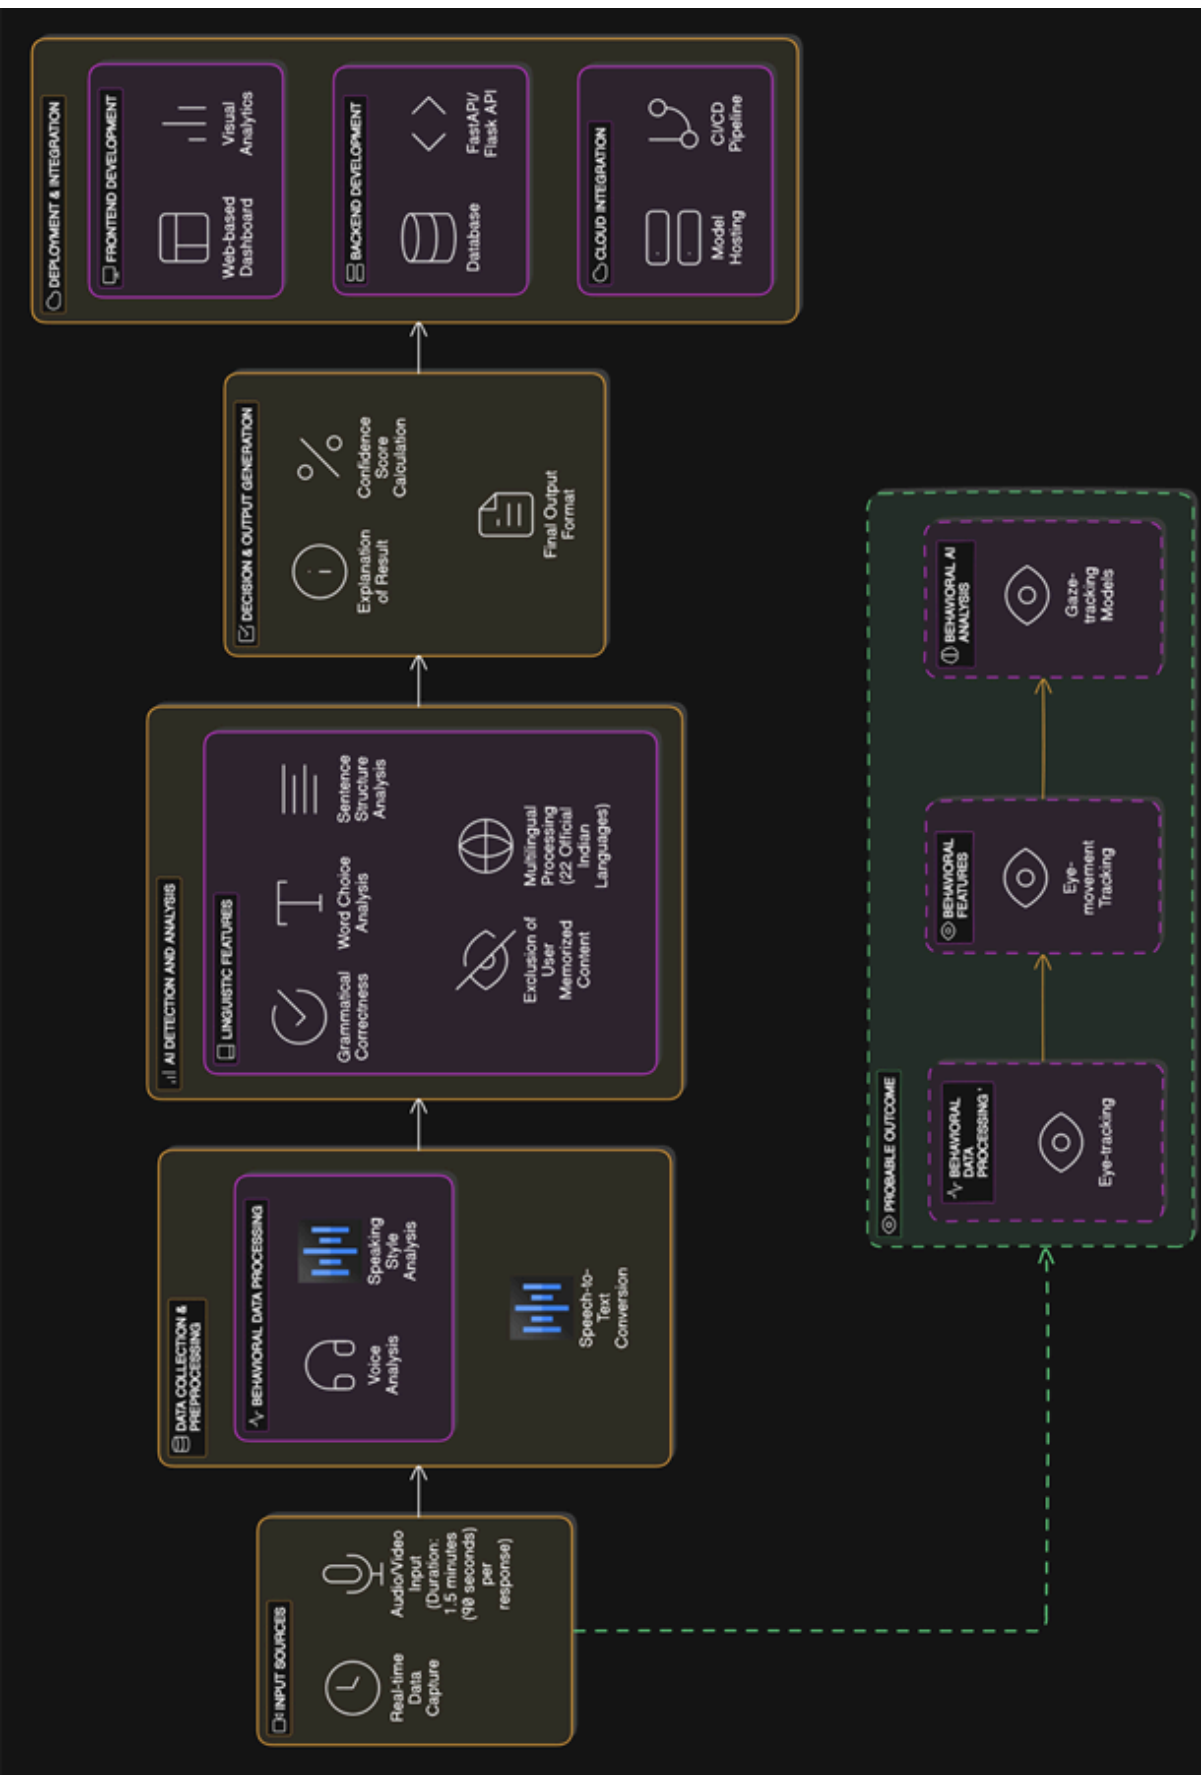 INPUT SOURCES
Real-time
Data
Capture
Audio/Video
Input
(Duration:
1.5 minutes
(90 seconds)
per
response)
DATA COLLECTION &
PREPROCESSING
BEHAVIORAL DATA PROCESSING
Voice
Analysis
Speaking
Style
Analysis
Speech-to-
Text
Conversion
AI DETECTION AND ANALYSIS
LINGUISTIC FEATURES
Grammatical
Correctness
Word Choice
Analysis
Sentence
Structure
Analysis
Exclusion of
User
Memorized
Content
Multilingual
Processing
(22 Official
Indian
Languages)
DECISION & OUTPUT GENERATION
Explanation
of Result
Confidence
Score
Calculation
Final Output
Format
DEPLOYMENT & INTEGRATION
FRONTEND DEVELOPMENT
Web-based
Dashboard
Visual
Analytics
BACKEND DEVELOPMENT
Database
FastAPI/
Flask API
CLOUD INTEGRATION
Model
Hosting
CI/CD
Pipeline
PROBABLE OUTCOME
BEHAVIORAL
DATA
PROCESSING '
Eye-tracking
BEHAVIORAL
FEATURES
Eye-
movement
Tracking
BEHAVIORAL AI
ANALYSIS
Gaze-
tracking
Models